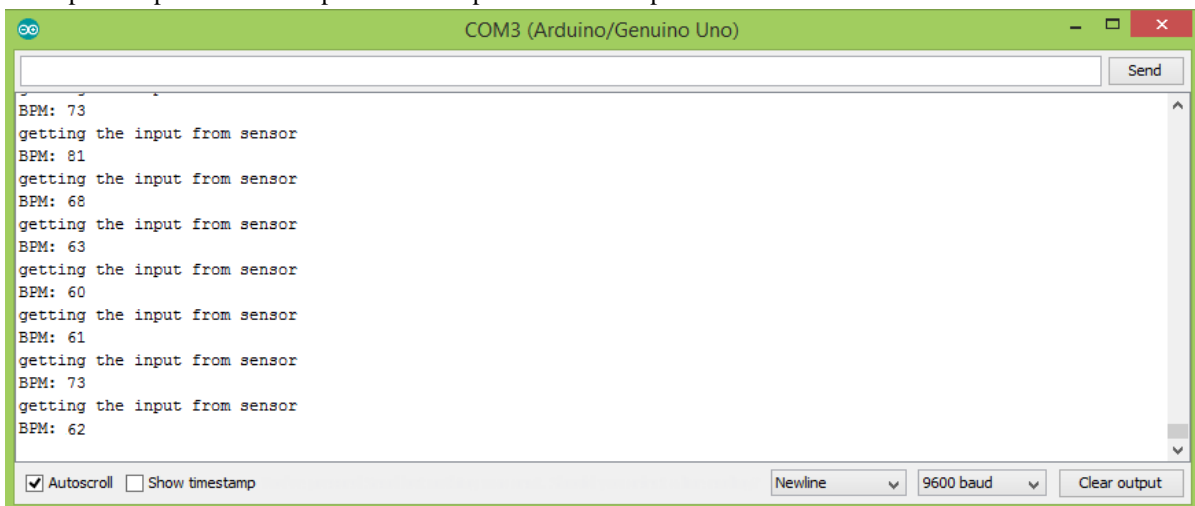 COM3 (Arduino/Genuino Uno)
Send
BPM: 73
getting the input from sensor
BPM: 81
getting the input from sensor
BPM: 68
getting the input from sensor
BPM: 63
getting the input from sensor
BPM: 60
getting the input from sensor
BPM: 61
getting the input from sensor
BPM: 73
getting the input from sensor
BPM: 62
Autoscroll Show timestamp Newline 9600 baud Clear output